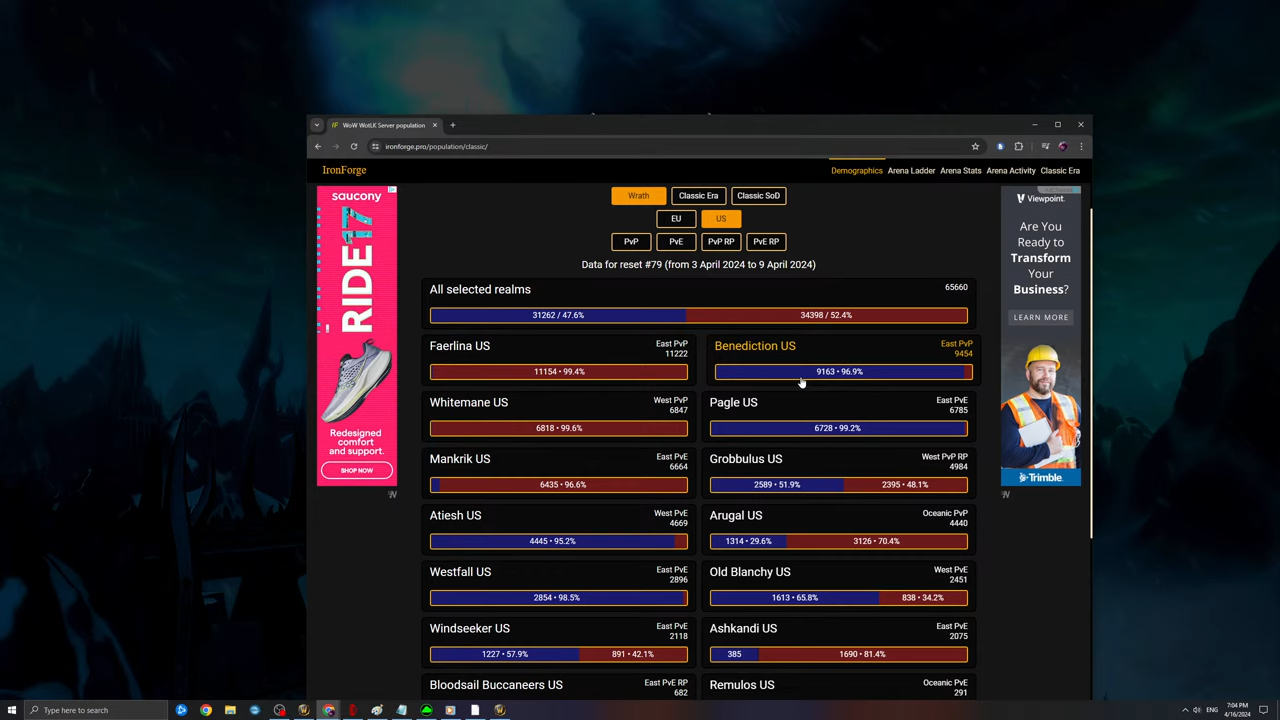 WoW WotLK Server population
ironforge.pro/population/classic/
IronForge
Demographics
Arena Ladder
Arena Stats
Arena Activity
Classic Era
saucony
RIDE 17
Redesigned
comfort
and support.
SHOP NOW
Wrath
Classic Era
Classic SoD
EU
US
PvP
PvE
PvP RP
PvE RP
Data for reset #79 (from 3 April 2024 to 9 April 2024)
All selected realms
65660
31262 / 47.6%
34398 / 52.4%
Faerlina US
East PvP
11222
11154 • 99.4%
Benediction US
East PvP
9454
9163 • 96.9%
Whitemane US
West PvP
6847
6818 • 99.6%
Pagle US
East PvE
6785
6728 • 99.2%
Mankrik US
East PvE
6664
6435 • 96.6%
Grobbulus US
West PvP RP
4984
2589 • 51.9%
2395 • 48.1%
Atiesh US
West PvE
4669
4445 • 95.2%
Arugal US
Oceanic PvP
4440
1314 • 29.6%
3126 • 70.4%
Westfall US
East PvE
2896
2854 • 98.5%
Old Blanchy US
West PvE
2451
1613 • 65.8%
838 • 34.2%
Windseeker US
East PvE
2118
1227 • 57.9%
891 • 42.1%
Ashkandi US
East PvE
2075
385
1690 • 81.4%
Bloodsail Buccaneers US
East PvE RP
682
Remulos US
Oceanic PvE
291
Viewpoint.
Are You
Ready to
Transform
Your
Business?
LEARN MORE
Trimble
Type here to search
ENG
7:04 PM
4/16/2024